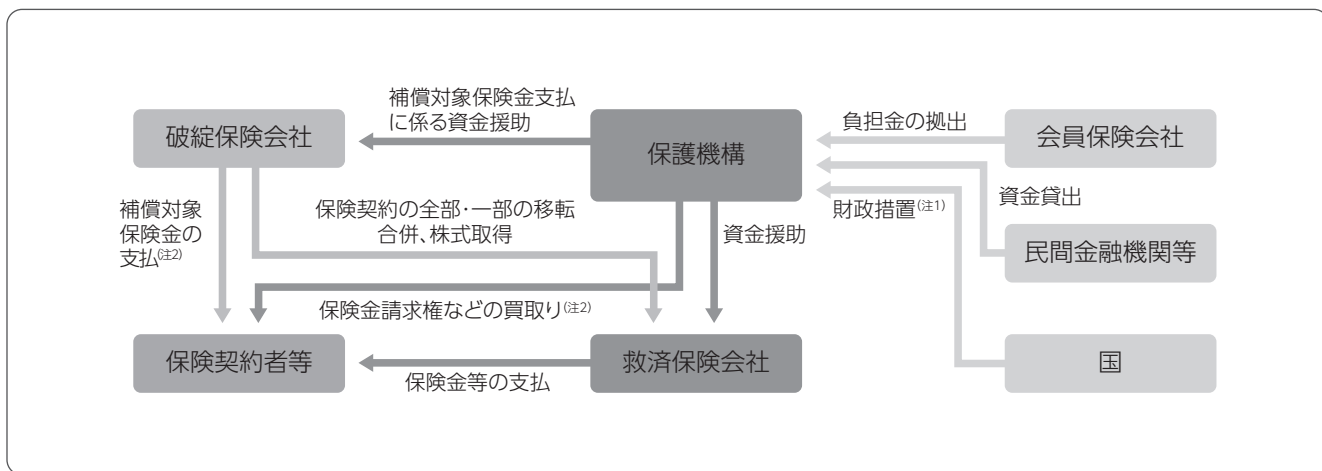 補償対象保険金支払
に係る資金援助
破綻保険会社
保護機構
負担金の拠出
会員保険会社
補償対象
保険金の
支払(注2)
保険契約の全部・一部の移転
合併、株式取得
資金援助
財政措置(注1)
資金貸出
民間金融機関等
保険金請求権などの買取り(注2)
保険契約者等
保険金等の支払
救済保険会社
国